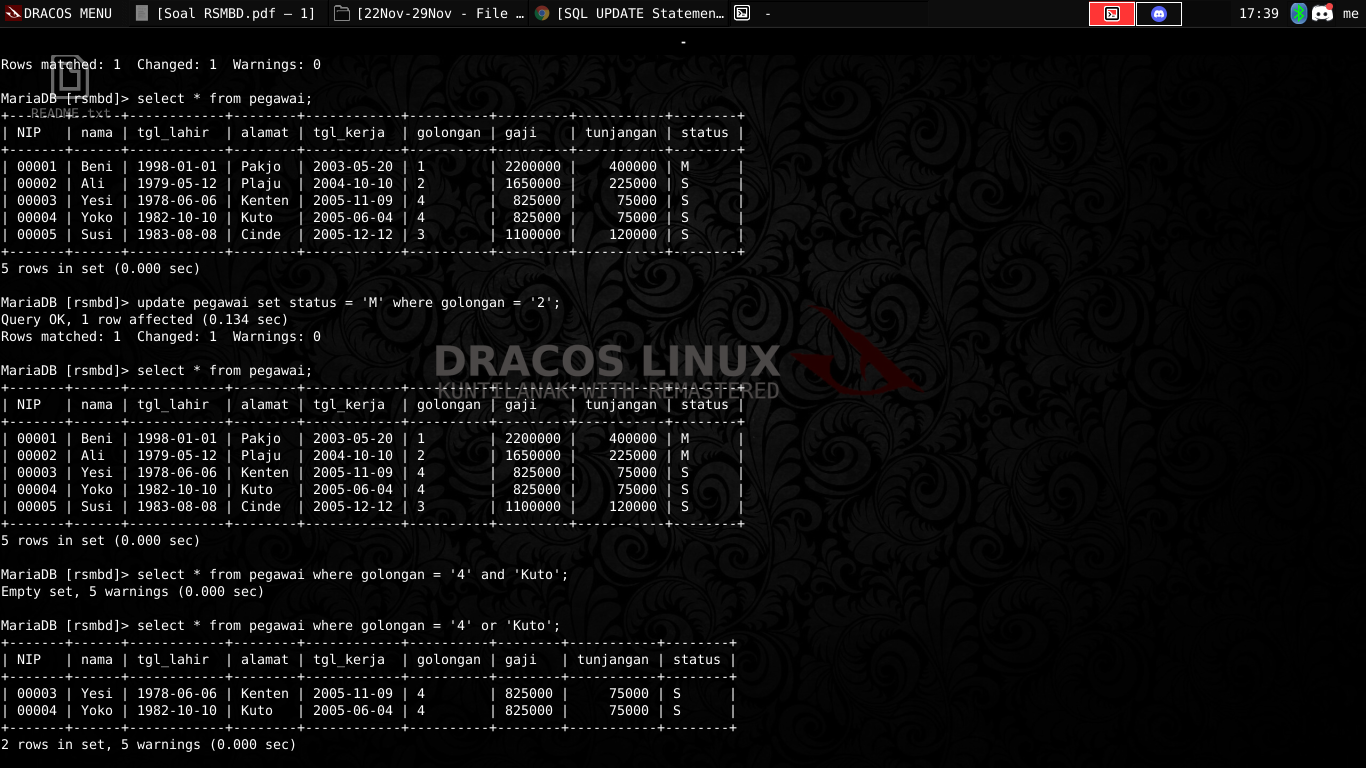 DRACOS MENU [Soal RSMBD.pdf — 1] [22Nov-29Nov - File ... [SQL UPDATE Statemen... - 17:39 me
-
Rows matched: 1  Changed: 1  Warnings: 0
MariaDB [rsmbd]> select * from pegawai;
README.txt
+-------+------+------------+--------+------------+----------+---------+-----------+--------+
| NIP   | nama | tgl_lahir  | alamat | tgl_kerja  | golongan | gaji    | tunjangan | status |
+-------+------+------------+--------+------------+----------+---------+-----------+--------+
| 00001 | Beni | 1998-01-01 | Pakjo  | 2003-05-20 | 1        | 2200000 |    400000 | M      |
| 00002 | Ali  | 1979-05-12 | Plaju  | 2004-10-10 | 2        | 1650000 |    225000 | S      |
| 00003 | Yesi | 1978-06-06 | Kenten | 2005-11-09 | 4        |  825000 |     75000 | S      |
| 00004 | Yoko | 1982-10-10 | Kuto   | 2005-06-04 | 4        |  825000 |     75000 | S      |
| 00005 | Susi | 1983-08-08 | Cinde  | 2005-12-12 | 3        | 1100000 |    120000 | S      |
+-------+------+------------+--------+------------+----------+---------+-----------+--------+
5 rows in set (0.000 sec)
MariaDB [rsmbd]> update pegawai set status = 'M' where golongan = '2';
Query OK, 1 row affected (0.134 sec)
Rows matched: 1  Changed: 1  Warnings: 0
DRACOS LINUX
KUNTILANAK WITH REMASTERED
MariaDB [rsmbd]> select * from pegawai;
+-------+------+------------+--------+------------+----------+---------+-----------+--------+
| NIP   | nama | tgl_lahir  | alamat | tgl_kerja  | golongan | gaji    | tunjangan | status |
+-------+------+------------+--------+------------+----------+---------+-----------+--------+
| 00001 | Beni | 1998-01-01 | Pakjo  | 2003-05-20 | 1        | 2200000 |    400000 | M      |
| 00002 | Ali  | 1979-05-12 | Plaju  | 2004-10-10 | 2        | 1650000 |    225000 | M      |
| 00003 | Yesi | 1978-06-06 | Kenten | 2005-11-09 | 4        |  825000 |     75000 | S      |
| 00004 | Yoko | 1982-10-10 | Kuto   | 2005-06-04 | 4        |  825000 |     75000 | S      |
| 00005 | Susi | 1983-08-08 | Cinde  | 2005-12-12 | 3        | 1100000 |    120000 | S      |
+-------+------+------------+--------+------------+----------+---------+-----------+--------+
5 rows in set (0.000 sec)
MariaDB [rsmbd]> select * from pegawai where golongan = '4' and 'Kuto';
Empty set, 5 warnings (0.000 sec)
MariaDB [rsmbd]> select * from pegawai where golongan = '4' or 'Kuto';
+-------+------+------------+--------+------------+----------+--------+-----------+--------+
| NIP   | nama | tgl_lahir  | alamat | tgl_kerja  | golongan | gaji   | tunjangan | status |
+-------+------+------------+--------+------------+----------+--------+-----------+--------+
| 00003 | Yesi | 1978-06-06 | Kenten | 2005-11-09 | 4        | 825000 |     75000 | S      |
| 00004 | Yoko | 1982-10-10 | Kuto   | 2005-06-04 | 4        | 825000 |     75000 | S      |
+-------+------+------------+--------+------------+----------+--------+-----------+--------+
2 rows in set, 5 warnings (0.000 sec)